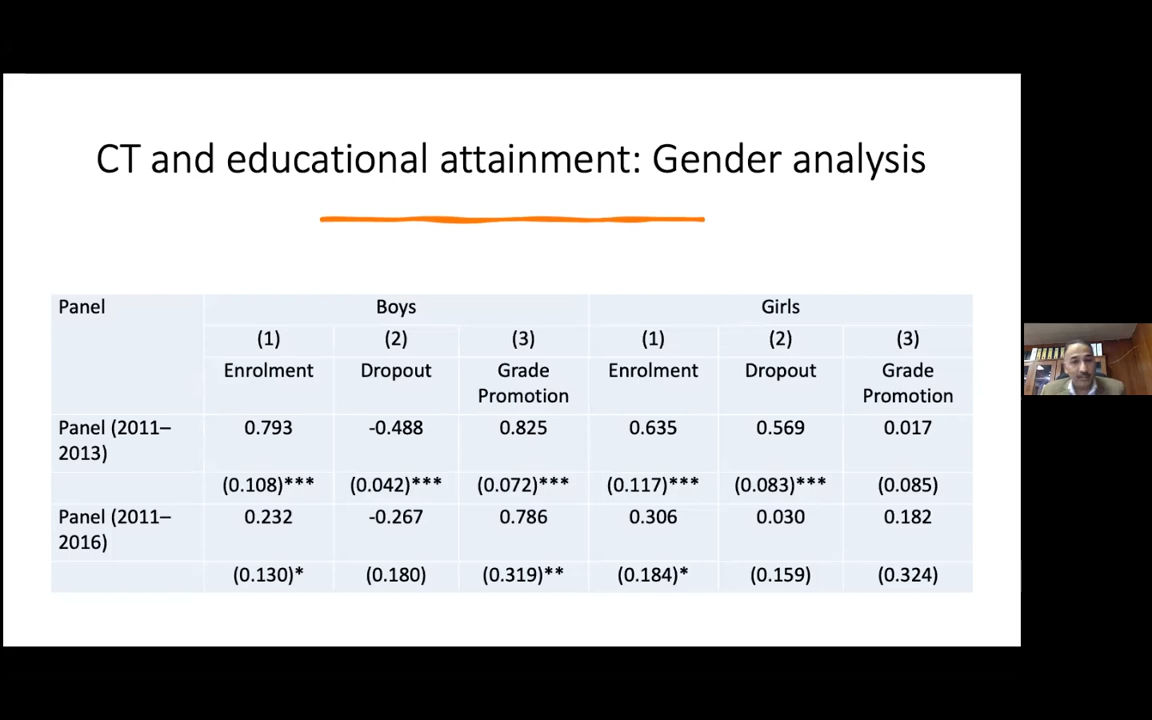 CT and educational attainment: Gender analysis
Panel Boys Girls
(1) (2) (3) (1) (2) (3)
Enrolment Dropout Grade Enrolment Dropout Grade
Promotion Promotion
Panel (2011– 0.793 -0.488 0.825 0.635 0.569 0.017
2013)
(0.108)*** (0.042)*** (0.072)*** (0.117)*** (0.083)*** (0.085)
Panel (2011– 0.232 -0.267 0.786 0.306 0.030 0.182
2016)
(0.130)* (0.180) (0.319)** (0.184)* (0.159) (0.324)